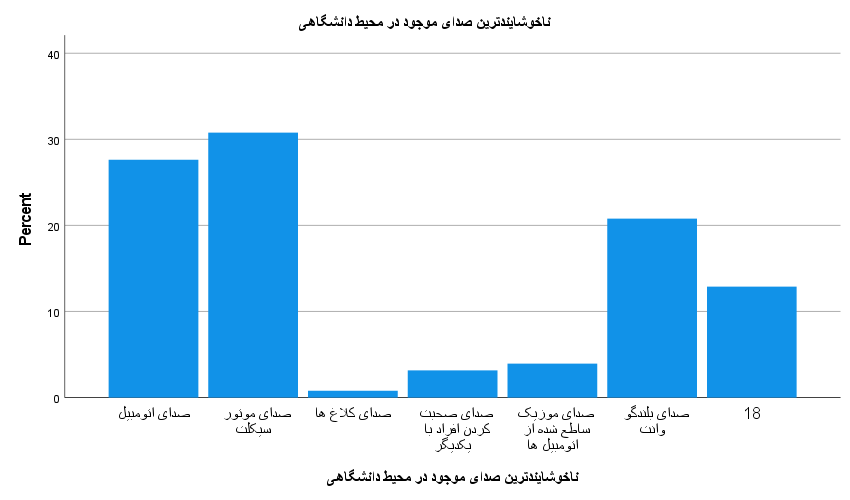 ناخوشایندترین صدای موجود در محیط دانشگاهی
Percent
40
30
20
10
0
صدای اتومبیل
صدای موتور
سیکلت
صدای کلاغ ها
صدای صحبت
کردن افراد با
یکدیگر
صدای موزیک
ساطع شده از
اتومبیل ها
صدای بلندگو
وانت
18
ناخوشایندترین صدای موجود در محیط دانشگاهی